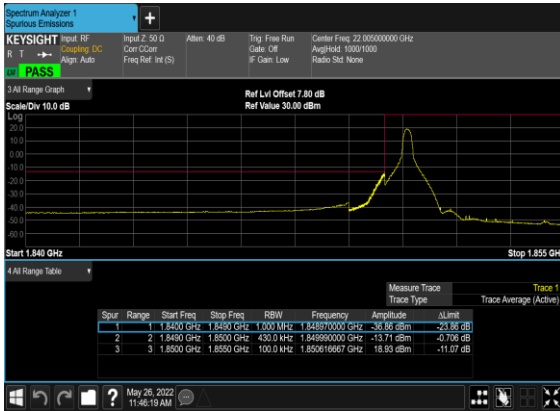 Spectrum Analyzer 1
Spurious Emissions
+
KEYSIGHT Input: RF Input Z: 50 Ω Atten: 40 dB Trig: Free Run Center Freq: 22.005000000 GHz
R T Coupling: DC Corr CCorr Gate: Off Avg|Hold: 1000/1000
Align: Auto Freq Ref: Int (S) IF Gain: Low Radio Std: None
PASS
3 All Range Graph
Ref Lvl Offset 7.80 dB
Scale/Div 10.0 dB Ref Value 30.00 dBm
Log
20.0
10.0
0.00
-10.0
-20.0
-30.0
-40.0
-50.0
-60.0
Start 1.840 GHz Stop 1.855 GH
4 All Range Table
Measure Trace Trace 1
Trace Type Trace Average (Active)
Spur Range Start Freq Stop Freq RBW Frequency Amplitude ΔLimit
1 1 1.8400 GHz 1.8490 GHz 1.000 MHz 1.848970000 GHz -36.86 dBm -23.86 dB
2 2 1.8490 GHz 1.8500 GHz 430.0 kHz 1.849990000 GHz -13.71 dBm -0.706 dB
3 3 1.8500 GHz 1.8550 GHz 100.0 kHz 1.850616667 GHz 18.93 dBm -11.07 dB
?
May 26, 2022
11:46:19 AM